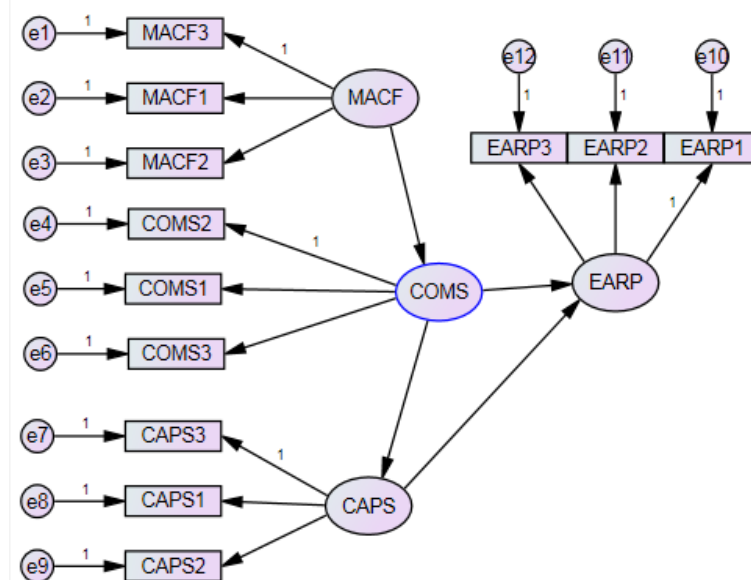 e1 1 MACF3
1
e2 1 MACF1
MACF
e3 1 MACF2
e4 1 COMS2
1
e5 1 COMS1
COMS
e6 1 COMS3
e7 1 CAPS3
1
e8 1 CAPS1
CAPS
e9 1 CAPS2
e12 e11 e10
1 1 1
EARP3 EARP2 EARP1
1
EARP